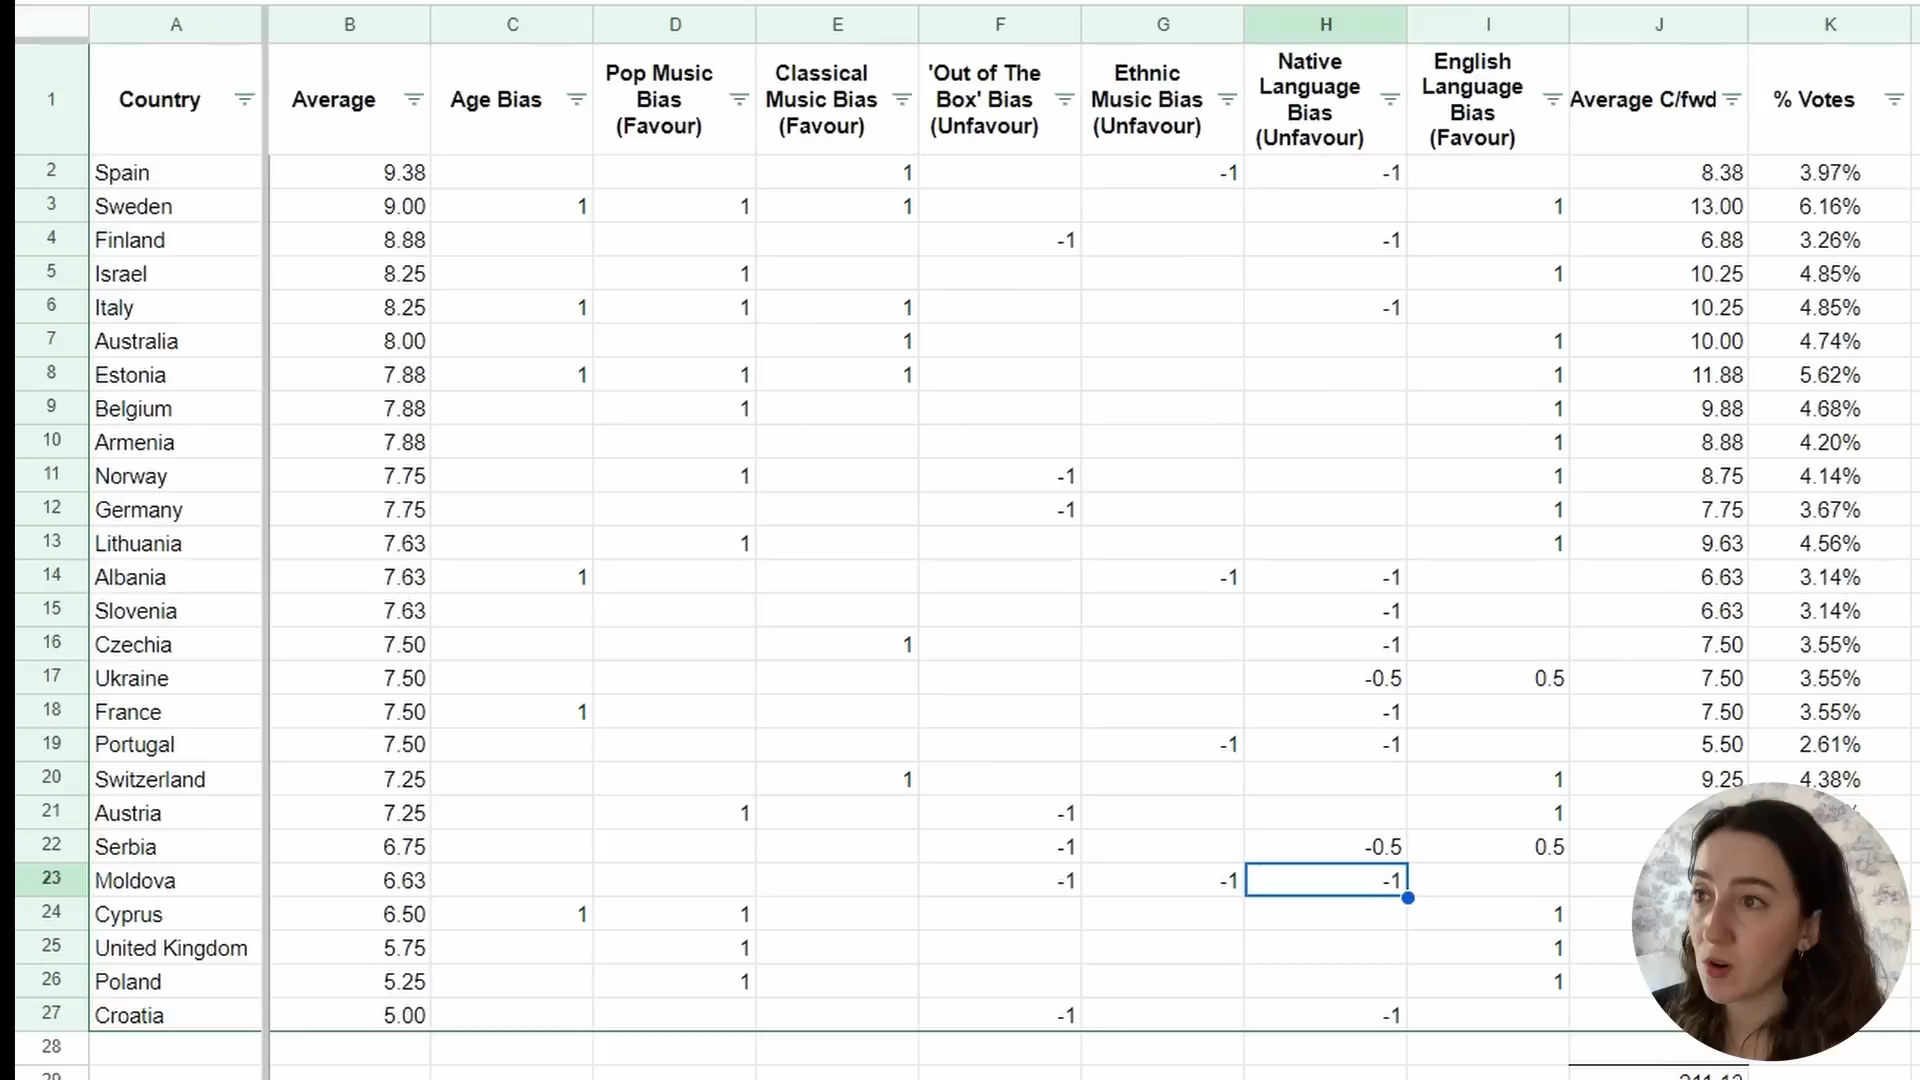 A B C D E F G H I J K
1 Country Average Age Bias Pop Music Bias (Favour) Classical Music Bias (Favour) 'Out of The Box' Bias (Unfavour) Ethnic Music Bias (Unfavour) Native Language Bias (Unfavour) English Language Bias (Favour) Average C/fwd % Votes
2 Spain 9.38 1 -1 -1 8.38 3.97%
3 Sweden 9.00 1 1 1 1 13.00 6.16%
4 Finland 8.88 -1 -1 6.88 3.26%
5 Israel 8.25 1 1 10.25 4.85%
6 Italy 8.25 1 1 1 -1 10.25 4.85%
7 Australia 8.00 1 1 10.00 4.74%
8 Estonia 7.88 1 1 1 1 11.88 5.62%
9 Belgium 7.88 1 1 9.88 4.68%
10 Armenia 7.88 1 8.88 4.20%
11 Norway 7.75 1 -1 1 8.75 4.14%
12 Germany 7.75 -1 1 7.75 3.67%
13 Lithuania 7.63 1 1 9.63 4.56%
14 Albania 7.63 1 -1 -1 6.63 3.14%
15 Slovenia 7.63 -1 6.63 3.14%
16 Czechia 7.50 1 -1 7.50 3.55%
17 Ukraine 7.50 -0.5 0.5 7.50 3.55%
18 France 7.50 1 -1 7.50 3.55%
19 Portugal 7.50 -1 -1 5.50 2.61%
20 Switzerland 7.25 1 1 9.25 4.38%
21 Austria 7.25 1 -1 1
22 Serbia 6.75 -1 -0.5 0.5
23 Moldova 6.63 -1 -1 -1
24 Cyprus 6.50 1 1 1
25 United Kingdom 5.75 1 1
26 Poland 5.25 1 1
27 Croatia 5.00 -1 -1
28